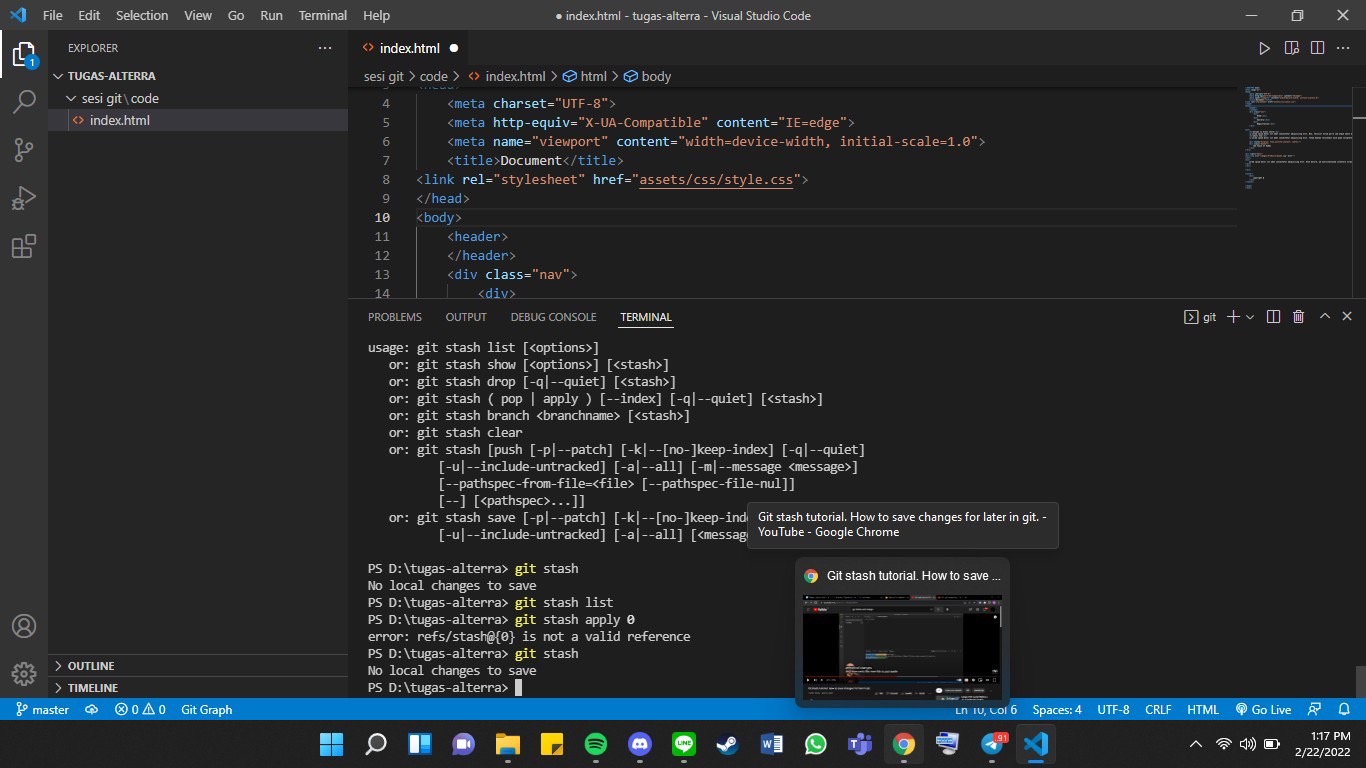 File Edit Selection View Go Run Terminal Help
● index.html - tugas-alterra - Visual Studio Code
EXPLORER
TUGAS-ALTERRA
sesi git\code
index.html
1
index.html
sesi git > code > index.html > html > body
3 <head>
4 <meta charset="UTF-8">
5 <meta http-equiv="X-UA-Compatible" content="IE=edge">
6 <meta name="viewport" content="width=device-width, initial-scale=1.0">
7 <title>Document</title>
8 <link rel="stylesheet" href="assets/css/style.css">
9 </head>
10 <body>
11 <header>
12 </header>
13 <div class="nav">
14 <div>
PROBLEMS OUTPUT DEBUG CONSOLE TERMINAL
git
usage: git stash list [<options>]
or: git stash show [<options>] [<stash>]
or: git stash drop [-q|--quiet] [<stash>]
or: git stash ( pop | apply ) [--index] [-q|--quiet] [<stash>]
or: git stash branch <branchname> [<stash>]
or: git stash clear
or: git stash [push [-p|--patch] [-k|--[no-]keep-index] [-q|--quiet]
[-u|--include-untracked] [-a|--all] [-m|--message <message>]
[--pathspec-from-file=<file> [--pathspec-file-nul]]
[--] [<pathspec>...]]
or: git stash save [-p|--patch] [-k|--[no-]keep-inde
[-u|--include-untracked] [-a|--all] [<message
PS D:\tugas-alterra> git stash
No local changes to save
PS D:\tugas-alterra> git stash list
PS D:\tugas-alterra> git stash apply 0
error: refs/stash@{0} is not a valid reference
PS D:\tugas-alterra> git stash
No local changes to save
PS D:\tugas-alterra>
Git stash tutorial. How to save changes for later in git. -
YouTube - Google Chrome
Git stash tutorial. How to save ...
OUTLINE
TIMELINE
master 0 0 Git Graph
Ln 10, Col 6 Spaces: 4 UTF-8 CRLF HTML Go Live
LINE
91
1:17 PM
2/22/2022